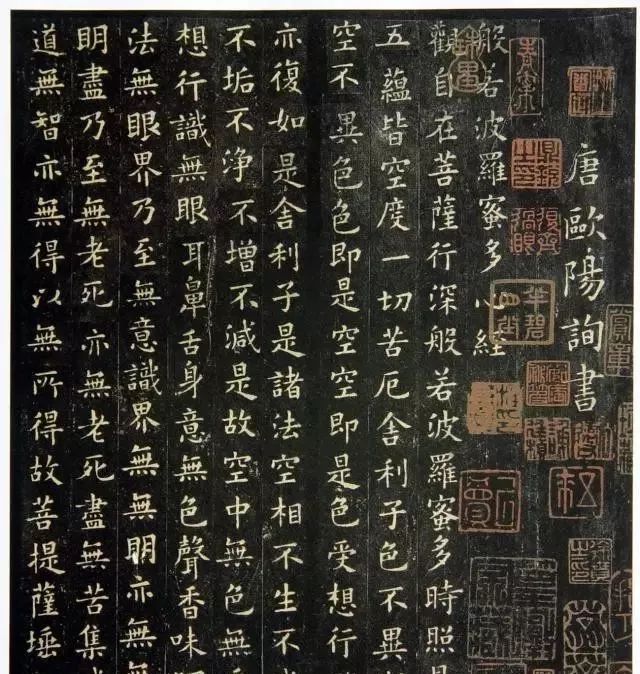 唐歐陽詢書
般若波羅蜜多心經
觀自在菩薩行深般若波羅蜜多時照
五蘊皆空度一切苦厄舍利子色不異
空不異色色即是空空即是色受想行
亦復如是舍利子是諸法空相不生不
不垢不淨不增不減是故空中無色無
想行識無眼耳鼻舌身意無色聲香味
法無眼界乃至無意識界無無明亦無無
明盡乃至無老死亦無老死盡無苦集
道無智亦無得以無所得故菩提薩埵